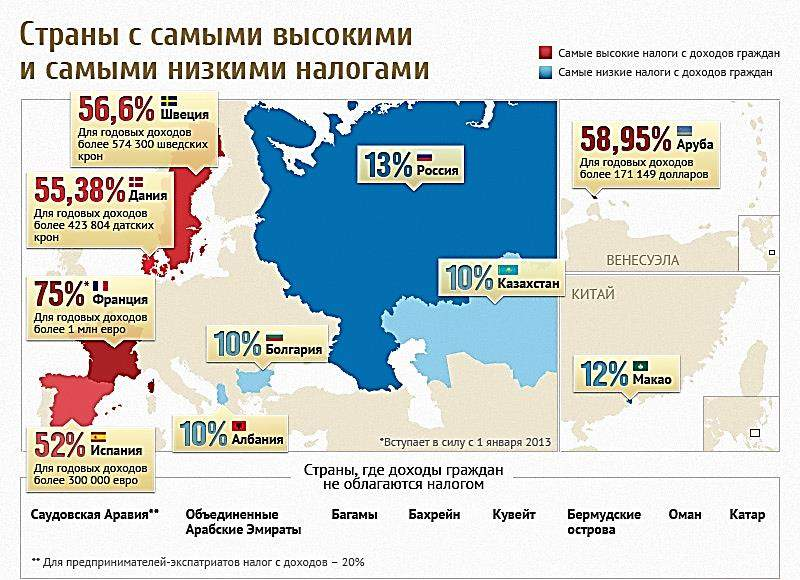 Страны с самыми высокими
и самыми низкими налогами
Самые высокие налоги с доходов граждан
Самые низкие налоги с доходов граждан
56,6% Швеция
Для годовых доходов
более 574 300 шведских
крон
55,38% Дания
Для годовых доходов
более 423 804 датских
крон
75%* Франция
Для годовых доходов
более 1 млн евро
52% Испания
Для годовых доходов
более 300 000 евро
13% Россия
10% Казахстан
10% Болгария
10% Албания
*Вступает в силу с 1 января 2013
58,95% Аруба
Для годовых доходов
более 171 149 долларов
ВЕНЕСУЭЛА
КИТАЙ
12% Макао
Страны, где доходы граждан
не облагаются налогом
Саудовская Аравия**
Объединенные
Арабские Эмираты
Багамы
Бахрейн
Кувейт
Бермудские
острова
Оман
Катар
** Для предпринимателей-экспатриатов налог с доходов – 20%